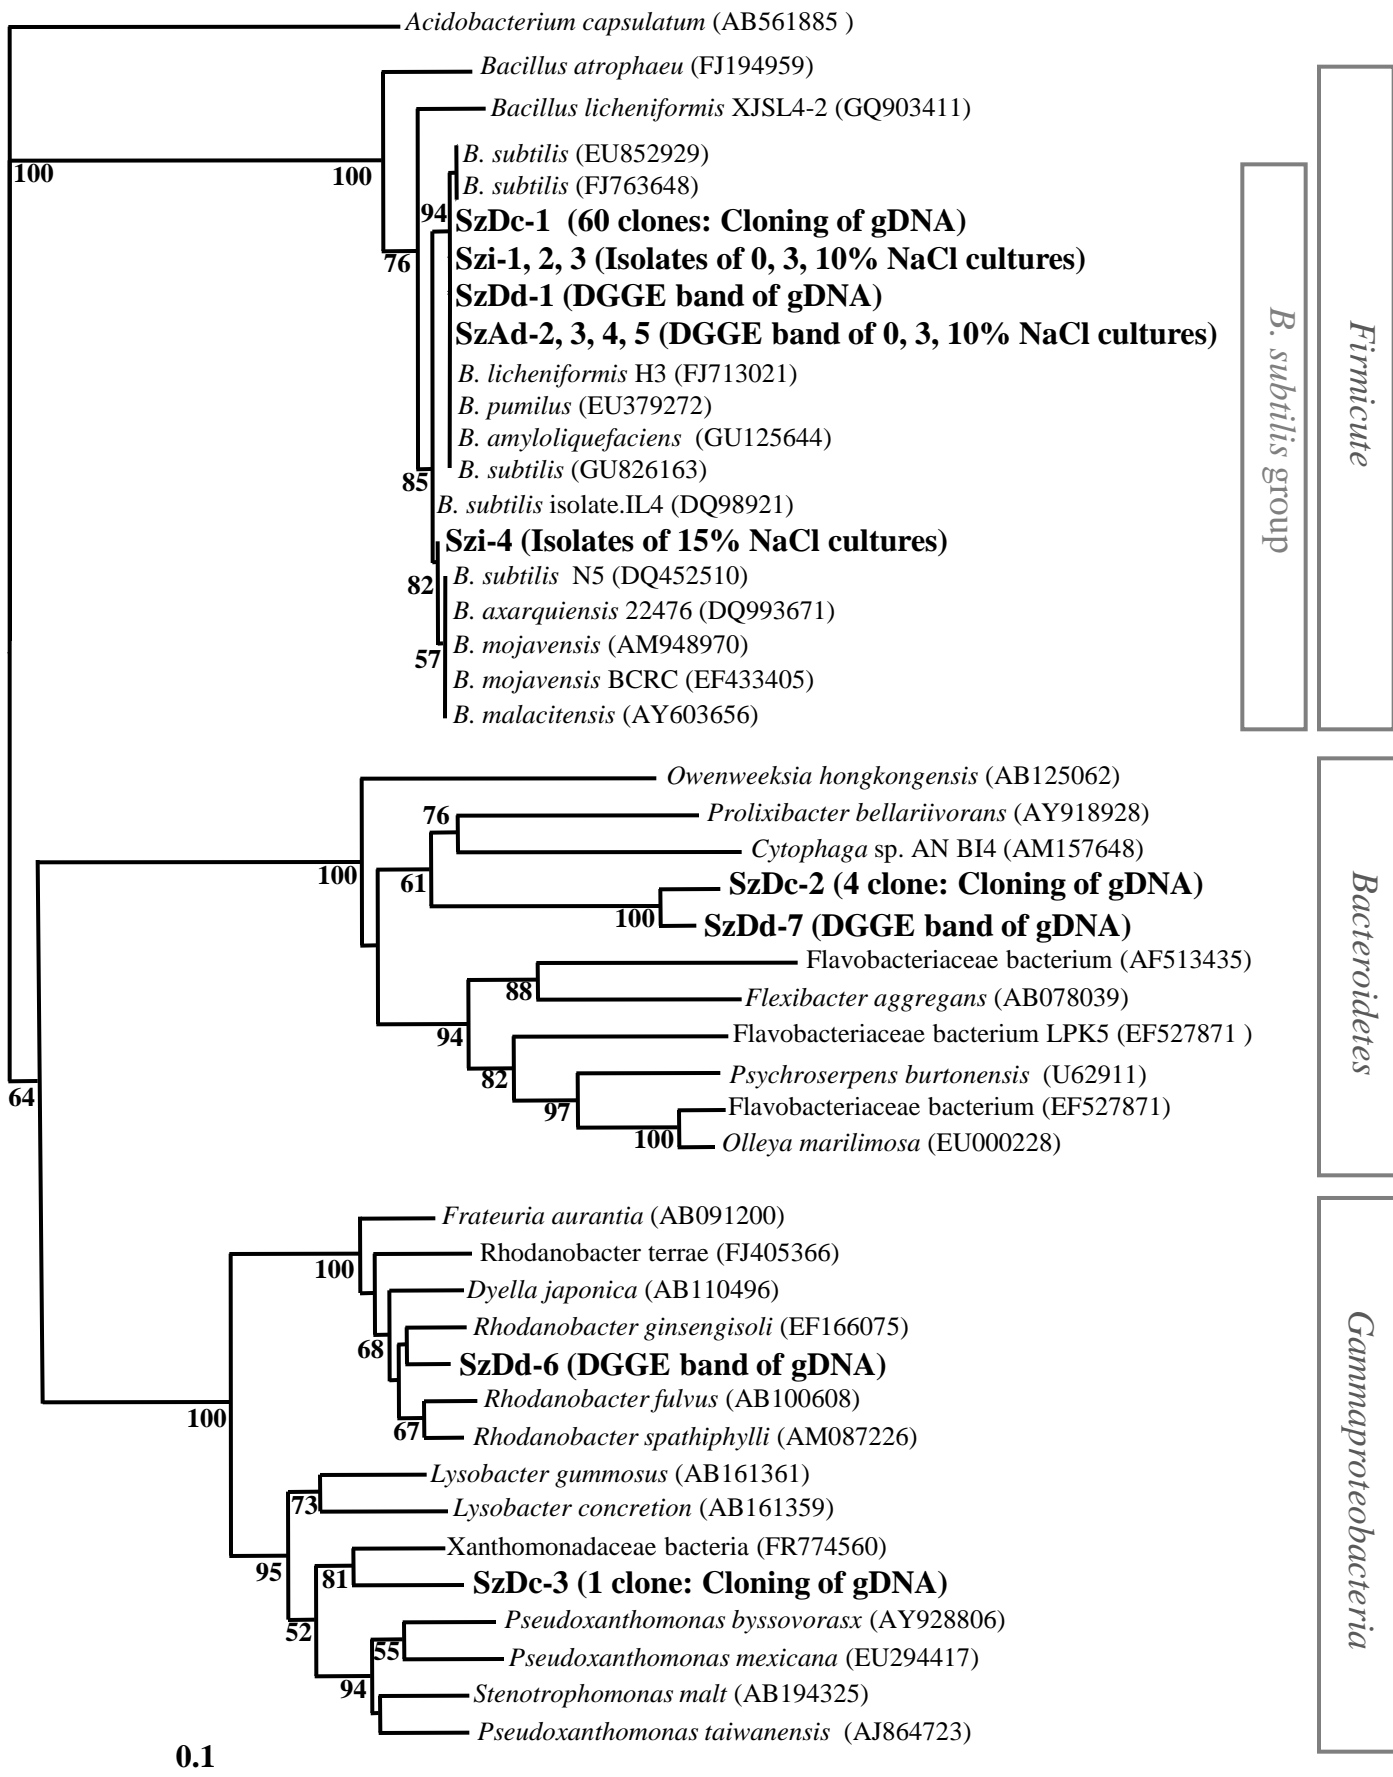 Acidobacterium capsulatum (AB561885 )
Bacillus atrophaeu (FJ194959)
Bacillus licheniformis XJSL4-2 (GQ903411)
B. subtilis (EU852929)
100
100
B. subtilis (FJ763648)
94
SzDc-1 (60 clones: Cloning of gDNA)
76
Szi-1, 2, 3 (Isolates of 0, 3, 10% NaCl cultures)
SzDd-1 (DGGE band of gDNA)
SzAd-2, 3, 4, 5 (DGGE band of 0, 3, 10% NaCl cultures)
B. licheniformis H3 (FJ713021)
B. pumilus (EU379272)
B. amyloliquefaciens (GU125644)
B. subtilis (GU826163)
85
B. subtilis isolate.IL4 (DQ98921)
Szi-4 (Isolates of 15% NaCl cultures)
82
B. subtilis N5 (DQ452510)
B. axarquiensis 22476 (DQ993671)
B. mojavensis (AM948970)
57
B. mojavensis BCRC (EF433405)
B. malacitensis (AY603656)
B. subtilis group
Firmicute
Owenweeksia hongkongensis (AB125062)
76
Prolixibacter bellariivorans (AY918928)
Cytophaga sp. AN BI4 (AM157648)
100
61
SzDc-2 (4 clone: Cloning of gDNA)
100
SzDd-7 (DGGE band of gDNA)
Flavobacteriaceae bacterium (AF513435)
88
Flexibacter aggregans (AB078039)
94
Flavobacteriaceae bacterium LPK5 (EF527871 )
82
Psychroserpens burtonensis (U62911)
64
97
Flavobacteriaceae bacterium (EF527871)
100
Olleya marilimosa (EU000228)
Bacteroidetes
Frateuria aurantia (AB091200)
100
Rhodanobacter terrae (FJ405366)
Dyella japonica (AB110496)
Rhodanobacter ginsengisoli (EF166075)
68
SzDd-6 (DGGE band of gDNA)
Rhodanobacter fulvus (AB100608)
100
67
Rhodanobacter spathiphylli (AM087226)
Lysobacter gummosus (AB161361)
73
Lysobacter concretion (AB161359)
Xanthomonadaceae bacteria (FR774560)
95
81
SzDc-3 (1 clone: Cloning of gDNA)
52
Pseudoxanthomonas byssovorasx (AY928806)
55
Pseudoxanthomonas mexicana (EU294417)
94
Stenotrophomonas malt (AB194325)
Pseudoxanthomonas taiwanensis (AJ864723)
Gammaproteobacteria
0.1